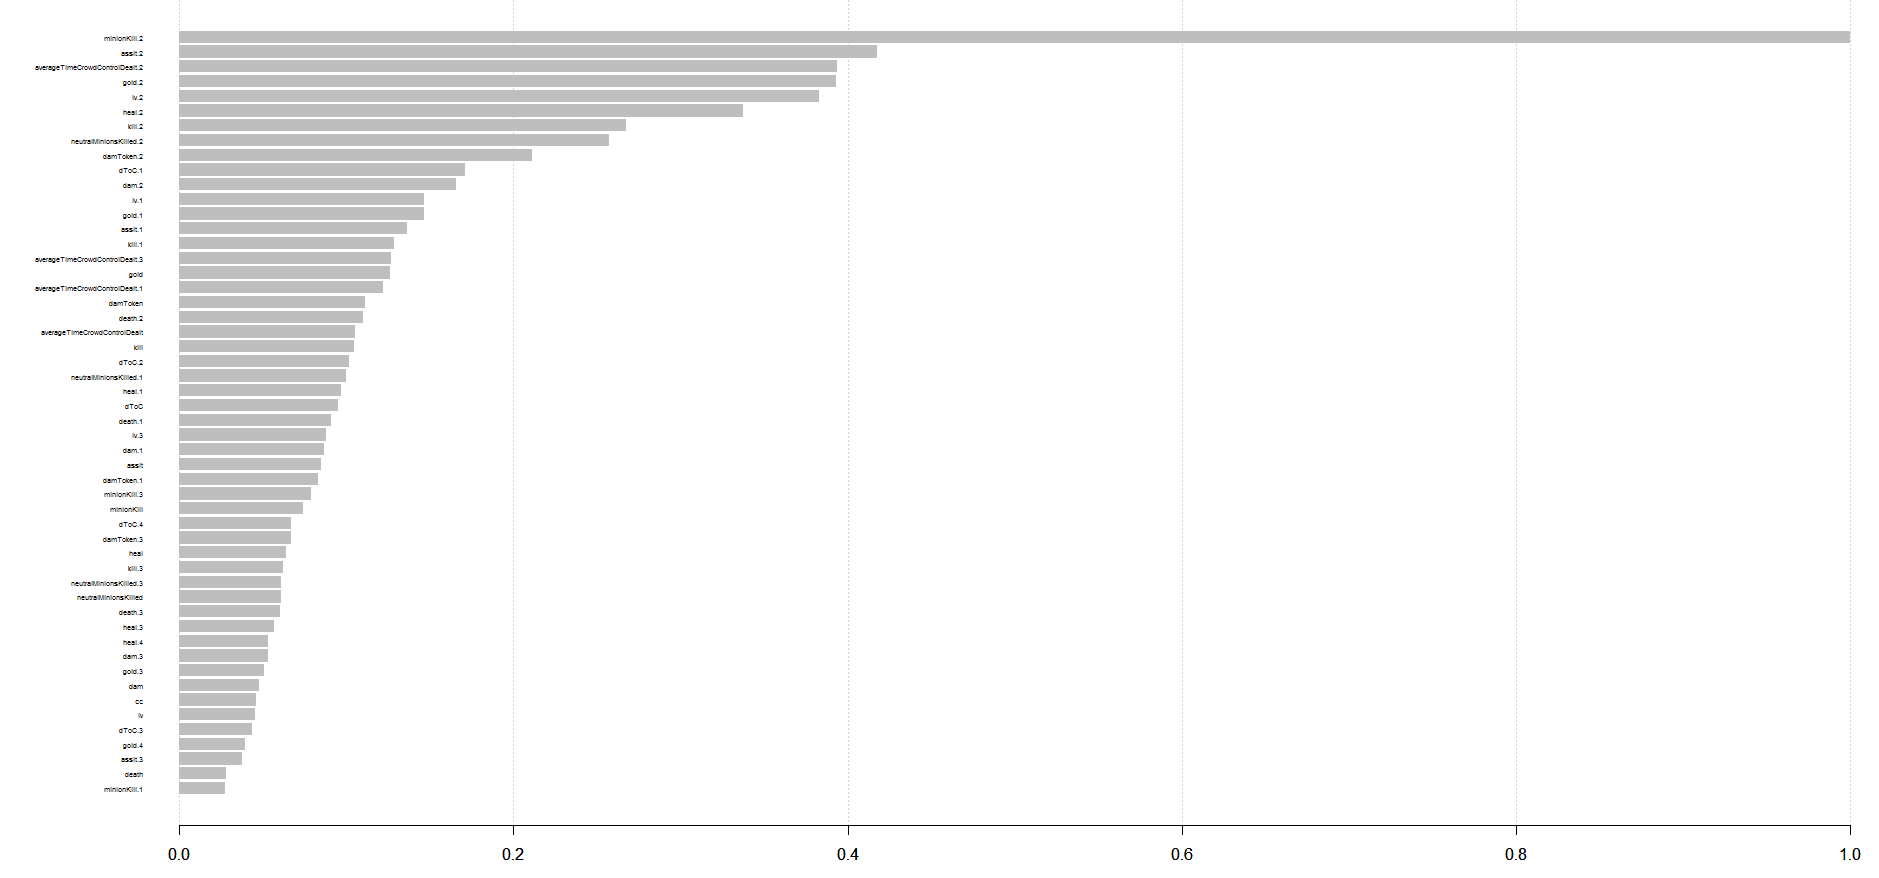 minionKill.2
assit.2
averageTimeCrowdControlDealt.2
gold.2
lv.2
heal.2
kill.2
neutralMinionsKilled.2
damToken.2
dToC.1
dam.2
lv.1
gold.1
assit.1
kill.1
averageTimeCrowdControlDealt.3
gold
averageTimeCrowdControlDealt.1
damToken
death.2
averageTimeCrowdControlDealt
kill
dToC.2
neutralMinionsKilled.1
heal.1
dToC
death.1
lv.3
dam.1
assit
damToken.1
minionKill.3
minionKill
dToC.4
damToken.3
heal
kill.3
neutralMinionsKilled.3
neutralMinionsKilled
death.3
heal.3
heal.4
dam.3
gold.3
dam
cc
lv
dToC.3
gold.4
assit.3
death
minionKill.1
0.0 0.2 0.4 0.6 0.8 1.0